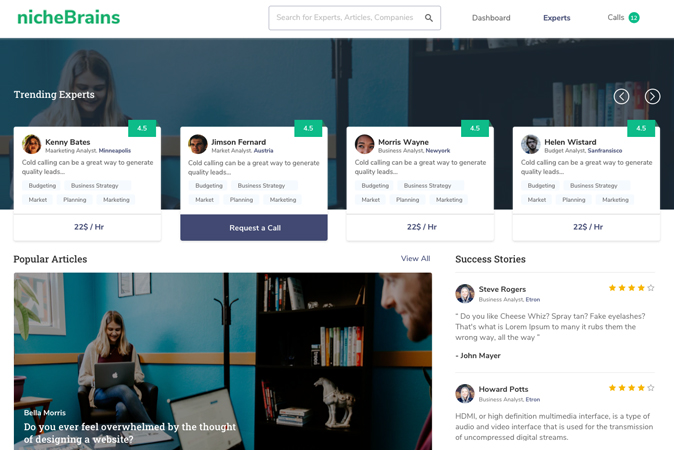 nicheBrains
Search for Experts, Articles, Companies
Dashboard
Experts
Calls 12
Trending Experts
4.5
Kenny Bates
Maarketing Analyst, Minneapolis
Cold calling can be a great way to generate
quality leads...
Budgeting Business Strategy
Market Planning Marketing
22$ / Hr
4.5
Jimson Fernard
Market Analyst, Austria
Cold calling can be a great way to generate
quality leads...
Budgeting Business Strategy
Market Planning Marketing
Request a Call
4.5
Morris Wayne
Business Analyst, Newyork
Cold calling can be a great way to generate
quality leads...
Budgeting Business Strategy
Market Planning Marketing
22$ / Hr
4.5
Helen Wistard
Budget Analyst, Sanfransisco
Cold calling can be a great way to generate
quality leads...
Budgeting Business Strategy
Market Planning Marketing
22$ / Hr
Popular Articles
View All
Bella Morris
Do you ever feel overwhelmed by the thought
of designing a website?
Success Stories
Steve Rogers
Business Analyst, Etron
“ Do you like Cheese Whiz? Spray tan? Fake eyelashes?
That's what is Lorem Ipsum to many it rubs them the
wrong way, all the way ”
- John Mayer
Howard Potts
Business Analyst, Etron
HDMI, or high definition multimedia interface, is a type of
audio and video interface that is used for the transmission
of uncompressed digital streams.